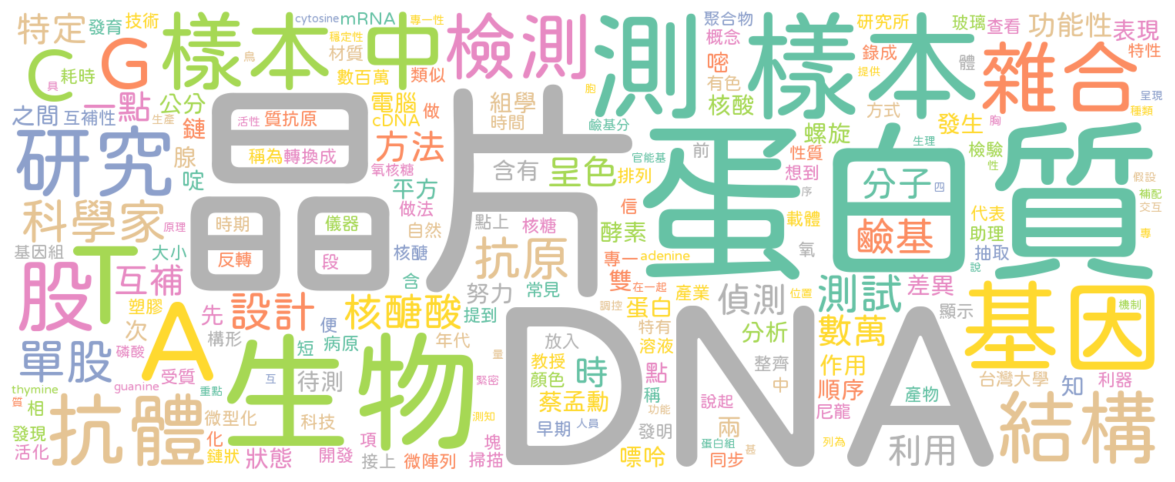 特定
發育
技術
樣本
中
cytosine
mRNA
專一性
穩定性
材質
檢測
測
聚合物
概念
樣本
研究所
錄成
玻璃
查看
功能性
表現
特性
雜合
C
員
耗時
G
烏
數百萬
類似
嘧
有色
提供
體
呈現
種類
之間
互補性
一點
公分
生產
鏈
晶片
活性
質抗原
電腦
cDNA
做
組學
時間
胞
鹼基分
核酸
方式
發生
胸
研究
腺
啶
稱為
轉換成
氧核糖
方法
含有
呈色
排列
官能基
前
螺旋
性質
想到
生理
蛋白質
檢驗
性
假設
補配
交互
科學家
原理
時期
儀器
平方
做法
自然
點上
核糖
信
序
分子
四
鹼基
載體
代表
助理
專
基因組
大小
反轉
段
核醣
抗原
酵素
專一
adenine
氧
抽取
說
股
T
互補
含
努力
常見
雙
在一起
產業
偵測
位置
測試
差異
基因
機制
塑膠
次
A
先
設計
便
病原
核醣酸
提到
調控
蛋白
特有
溶液
分析
數萬
顯示
單股
磷酸
構形
生物
短
年代
量
DNA
放入
教授
顏色
時
點
稱
整齊
中
作用
順序
台灣大學
知
利器
thymine
guanine
受質
重點
互
待測
緊密
蔡孟勳
功能
說起
尼龍
產物
質
相
抗體
微型化
科技
測知
早期
人員
發明
兩
結構
發現
活化
化
鏈狀
狀態
項
開發
接上
微陣列
塊
掃描
嘌呤
蛋白組
同步
甚
列為
利用